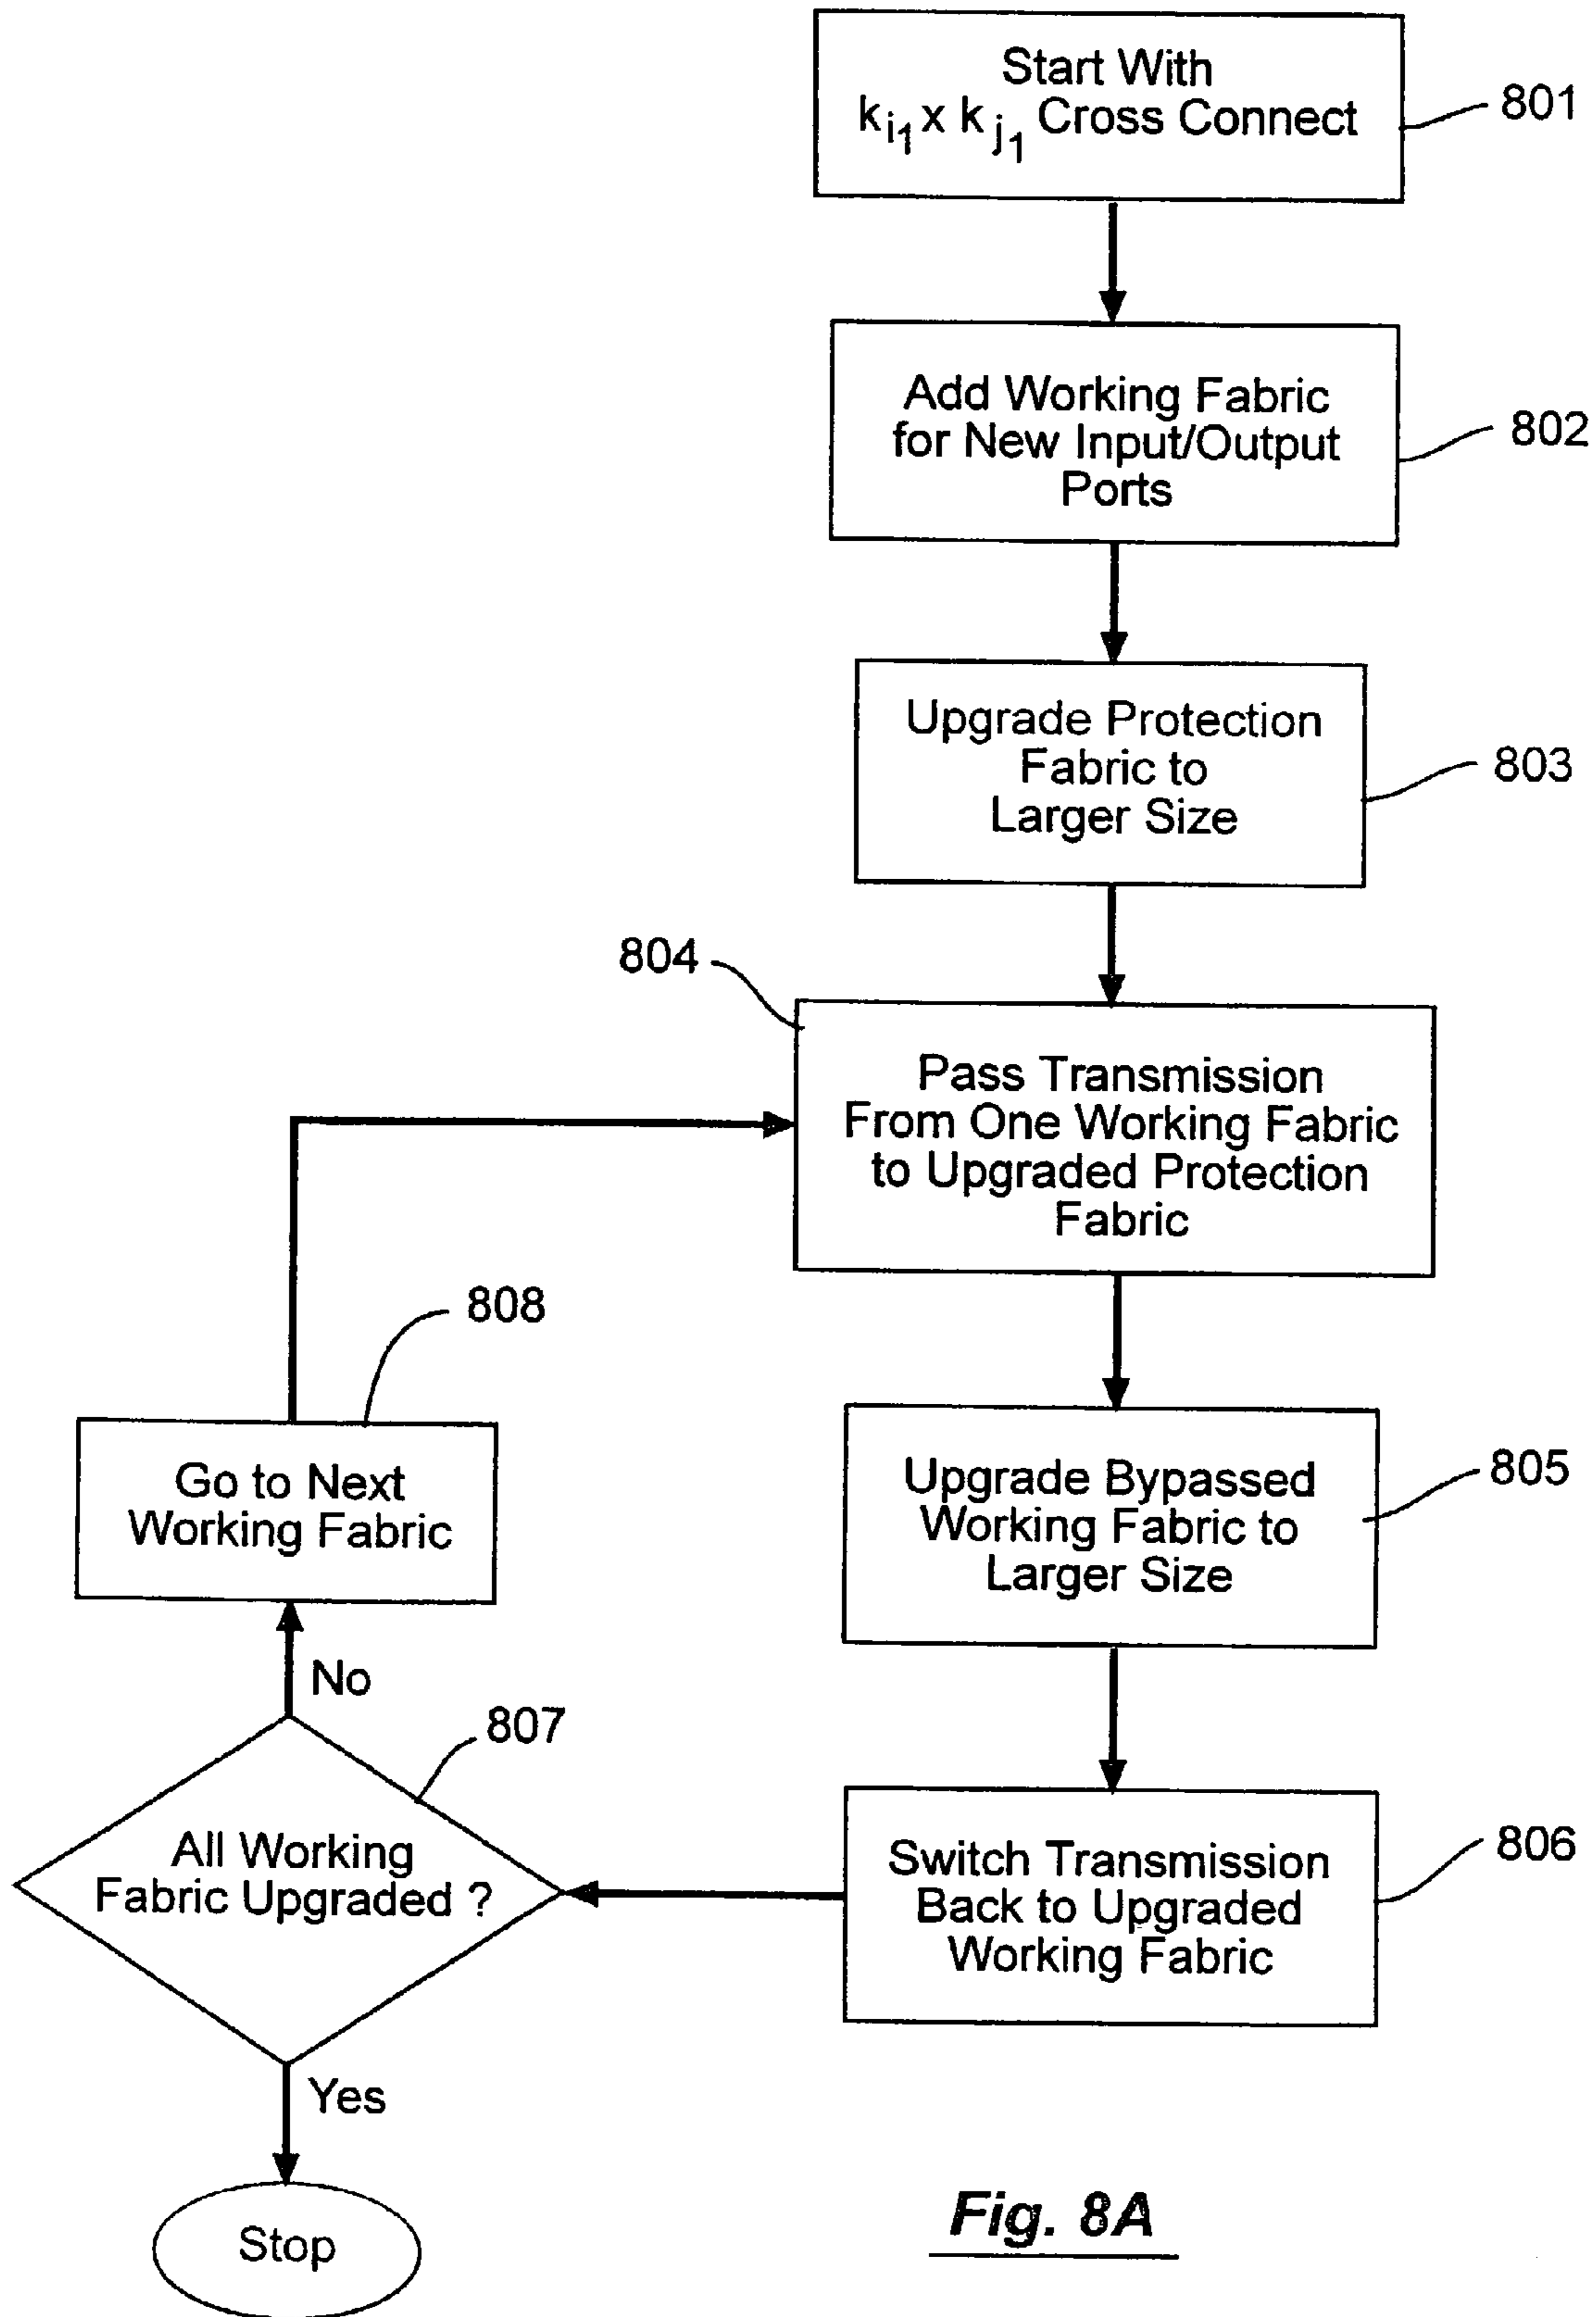 Start With
k i1 x k j1 Cross Connect
801
Add Working Fabric
for New Input/Output
Ports
802
Upgrade Protection
Fabric to
Larger Size
803
804
Pass Transmission
From One Working Fabric
to Upgraded Protection
Fabric
808
Go to Next
Working Fabric
Upgrade Bypassed
Working Fabric to
Larger Size
805
No
807
All Working
Fabric Upgraded ?
Switch Transmission
Back to Upgraded
Working Fabric
806
Yes
Stop
Fig. 8A